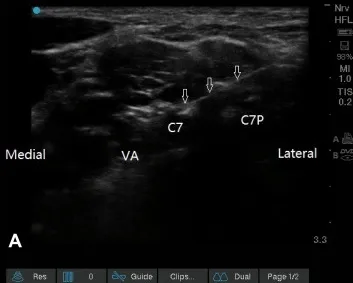 Nrv
HFL
98%
MI
1.0
TIS
0.2
C7
C7P
Medial
VA
Lateral
A
B
A
3.3
Res
0
Guide
Clips...
Dual
Page 1/2